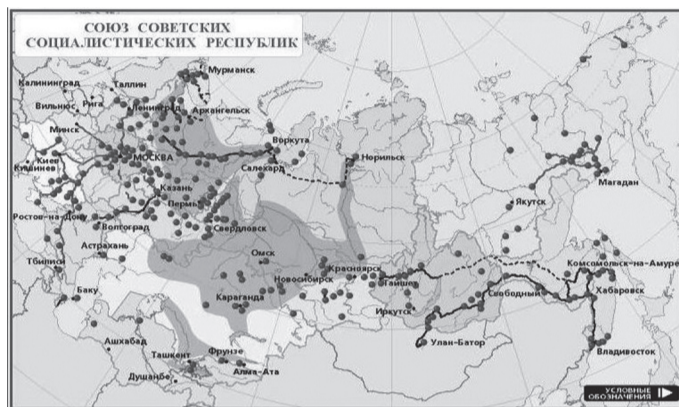 СОЮЗ СОВЕТСКИХ
СОЦИАЛИСТИЧЕСКИХ РЕСПУБЛИК
Мурманск
Калининград
Таллин
Рига
Вильнюс
Ленинград
Архангельск
Минск
Воркута
Киев
МОСКВА
Норильск
Кишинев
Салехард
Магадан
Казань
Якутск
Пермь
Ростов-на-Дону
Волгоград
Свердловск
Астрахань
Омск
Комсомольск-на-Амуре
Тбилиси
Красноярск
Новосибирск
Тайшет
Свободный
Хабаровск
Баку
Караганда
Иркутск
Улан-Батор
Владивосток
Ашхабад
Фрунзе
Ташкент
Алма-Ата
Душанбе
УСЛОВНЫЕ
ОБОЗНАЧЕНИЯ